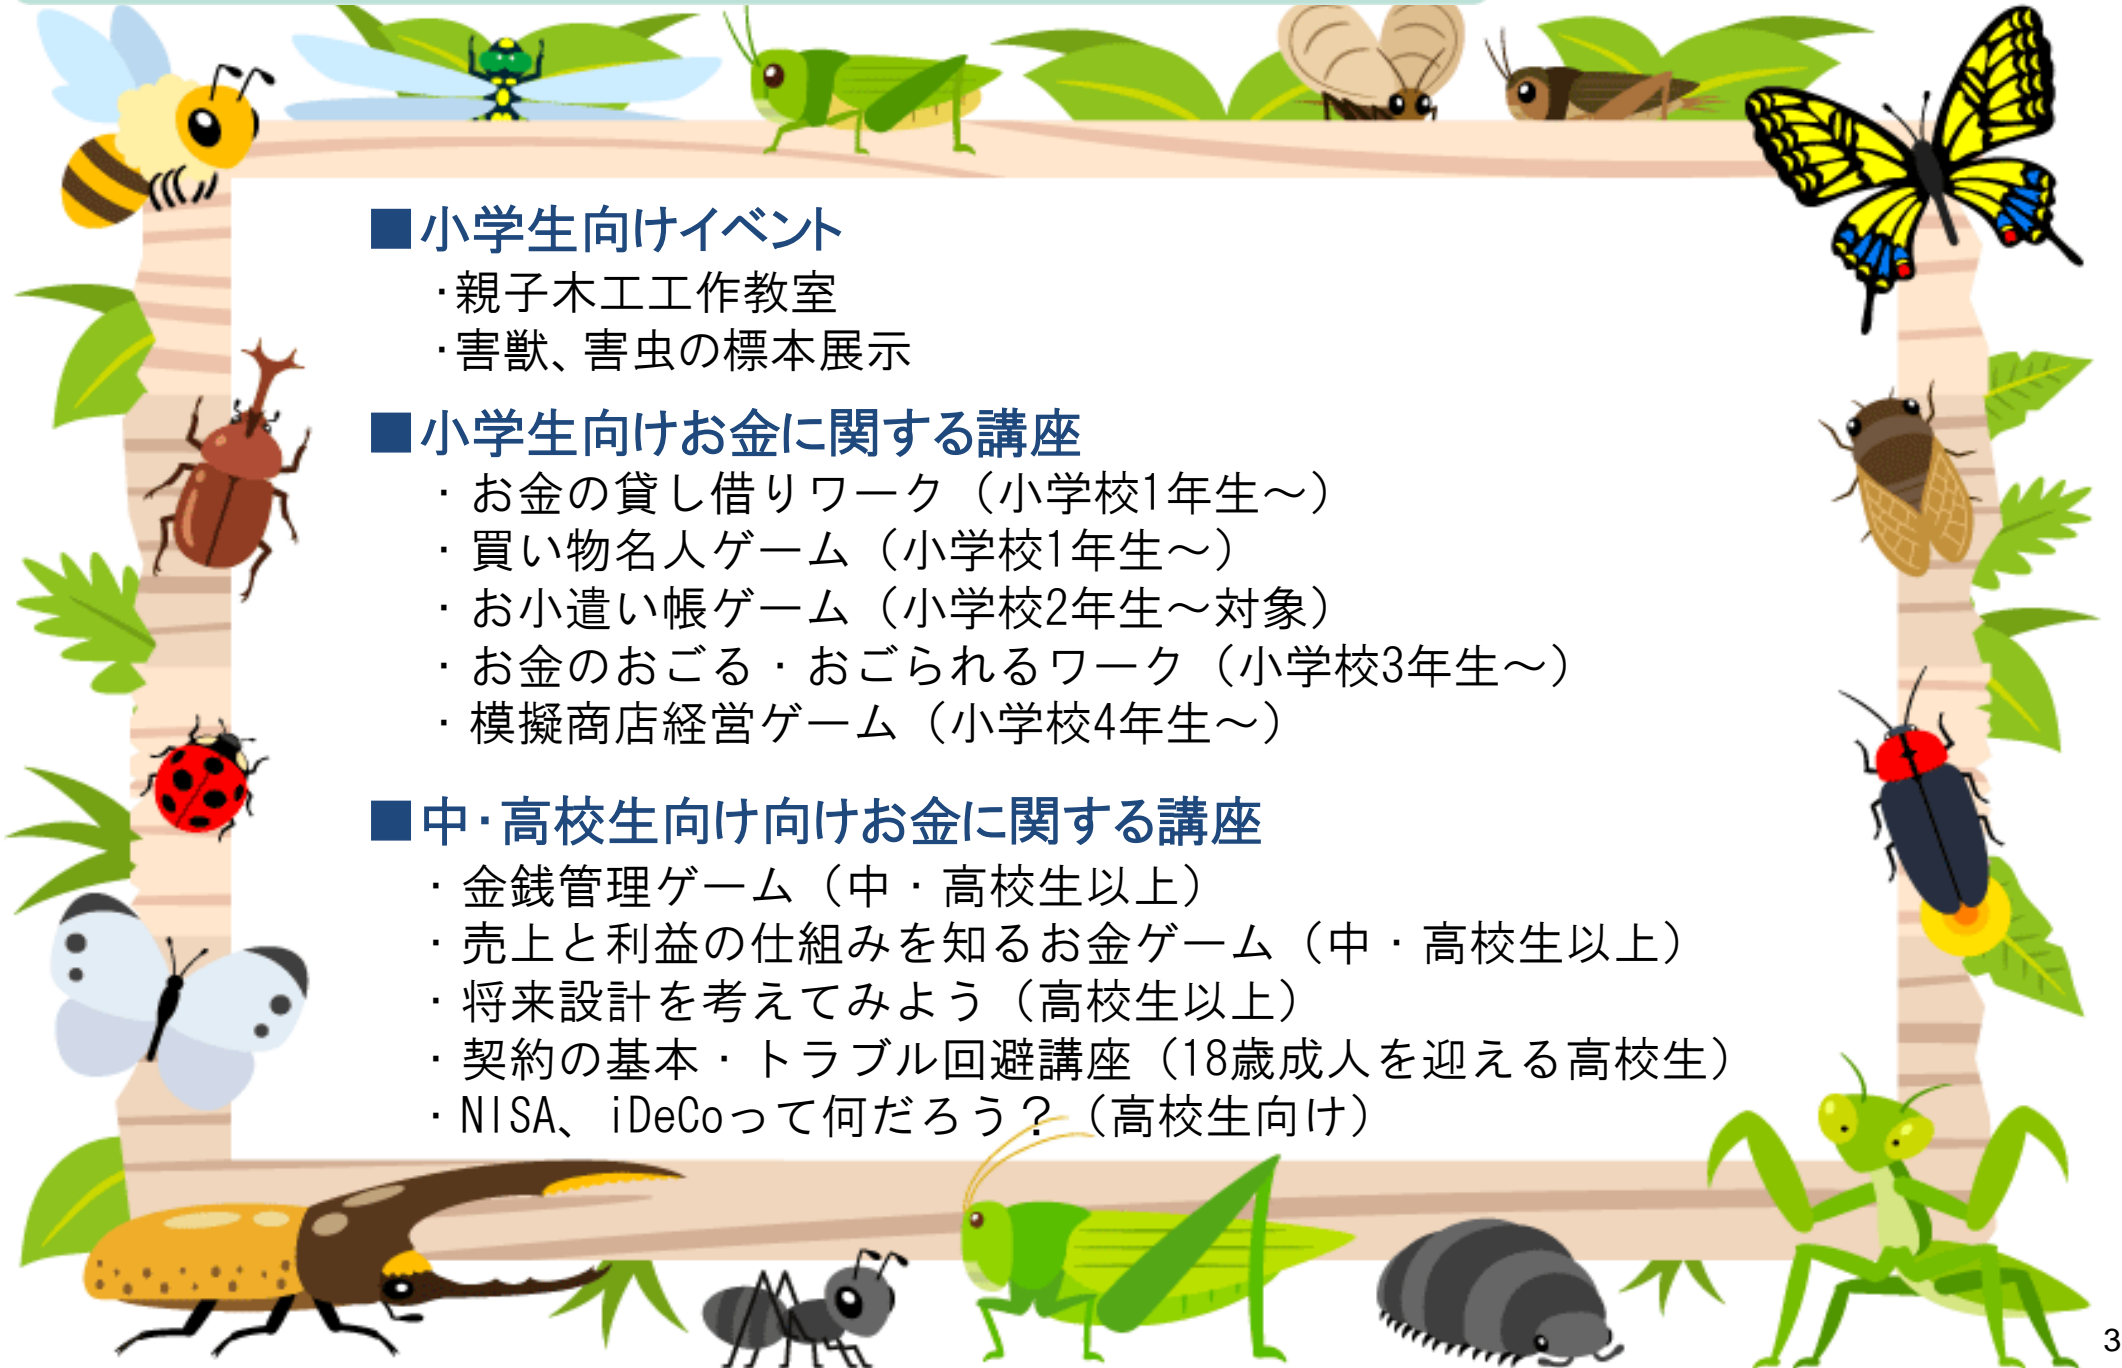 ■小学生向けイベント
・親子木工工作教室
・害獣、害虫の標本展示
■小学生向けお金に関する講座
・お金の貸し借りワーク（小学校1年生～）
・買い物名人ゲーム（小学校1年生～）
・お小遣い帳ゲーム（小学校2年生～対象）
・お金のおごる・おごられるワーク（小学校3年生～）
・模擬商店経営ゲーム（小学校4年生～）
■中・高校生向け向けお金に関する講座
・金銭管理ゲーム（中・高校生以上）
・売上と利益の仕組みを知るお金ゲーム（中・高校生以上）
・将来設計を考えてみよう（高校生以上）
・契約の基本・トラブル回避講座（18歳成人を迎える高校生）
・NISA、iDeCoって何だろう？（高校生向け）
3